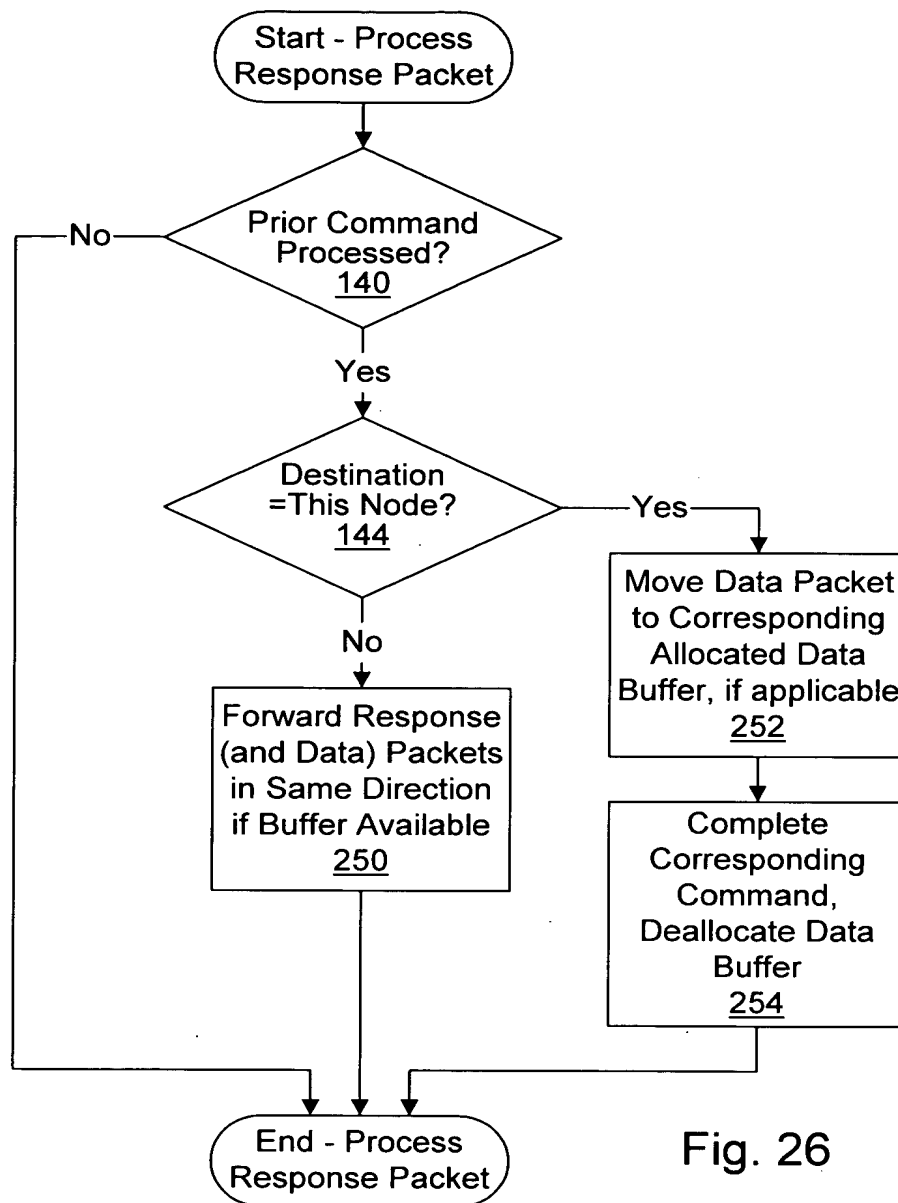 Start - Process
Response Packet
Prior Command
Processed?
140
No
Yes
Destination
=This Node?
144
Yes
No
Move Data Packet
to Corresponding
Allocated Data
Buffer, if applicable
252
Forward Response
(and Data) Packets
in Same Direction
if Buffer Available
250
Complete
Corresponding
Command,
Deallocate Data
Buffer
254
End - Process
Response Packet
Fig. 26